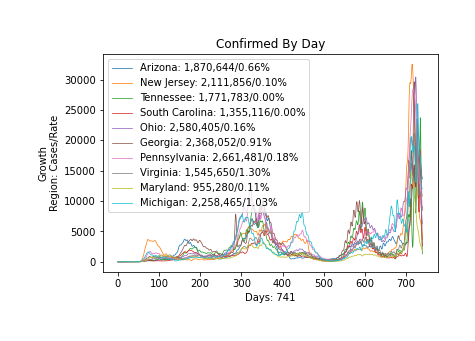 Confirmed By Day
Growth
Region: Cases/Rate
30000
25000
20000
15000
10000
5000
0
Arizona: 1,870,644/0.66%
New Jersey: 2,111,856/0.10%
Tennessee: 1,771,783/0.00%
South Carolina: 1,355,116/0.00%
Ohio: 2,580,405/0.16%
Georgia: 2,368,052/0.91%
Pennsylvania: 2,661,481/0.18%
Virginia: 1,545,650/1.30%
Maryland: 955,280/0.11%
Michigan: 2,258,465/1.03%
0 100 200 300 400 500 600 700
Days: 741